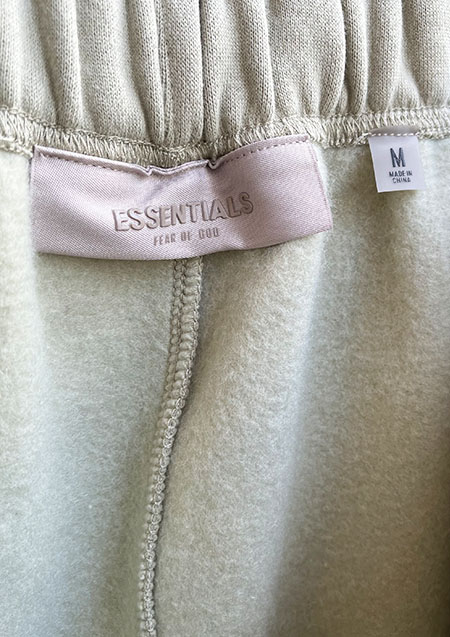 ESSENTIALS
FEAR OF GOD
M
MADE IN
CHINA